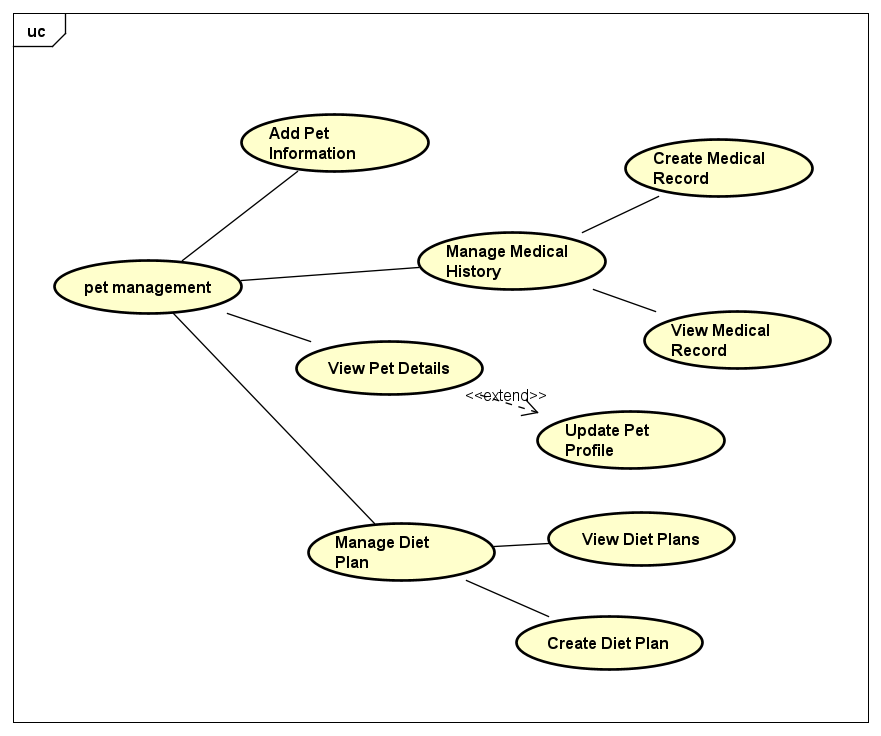 uc
Add Pet
Information
Create Medical
Record
Manage Medical
History
pet management
View Medical
Record
View Pet Details
<<extend>>
Update Pet
Profile
Manage Diet
Plan
View Diet Plans
Create Diet Plan